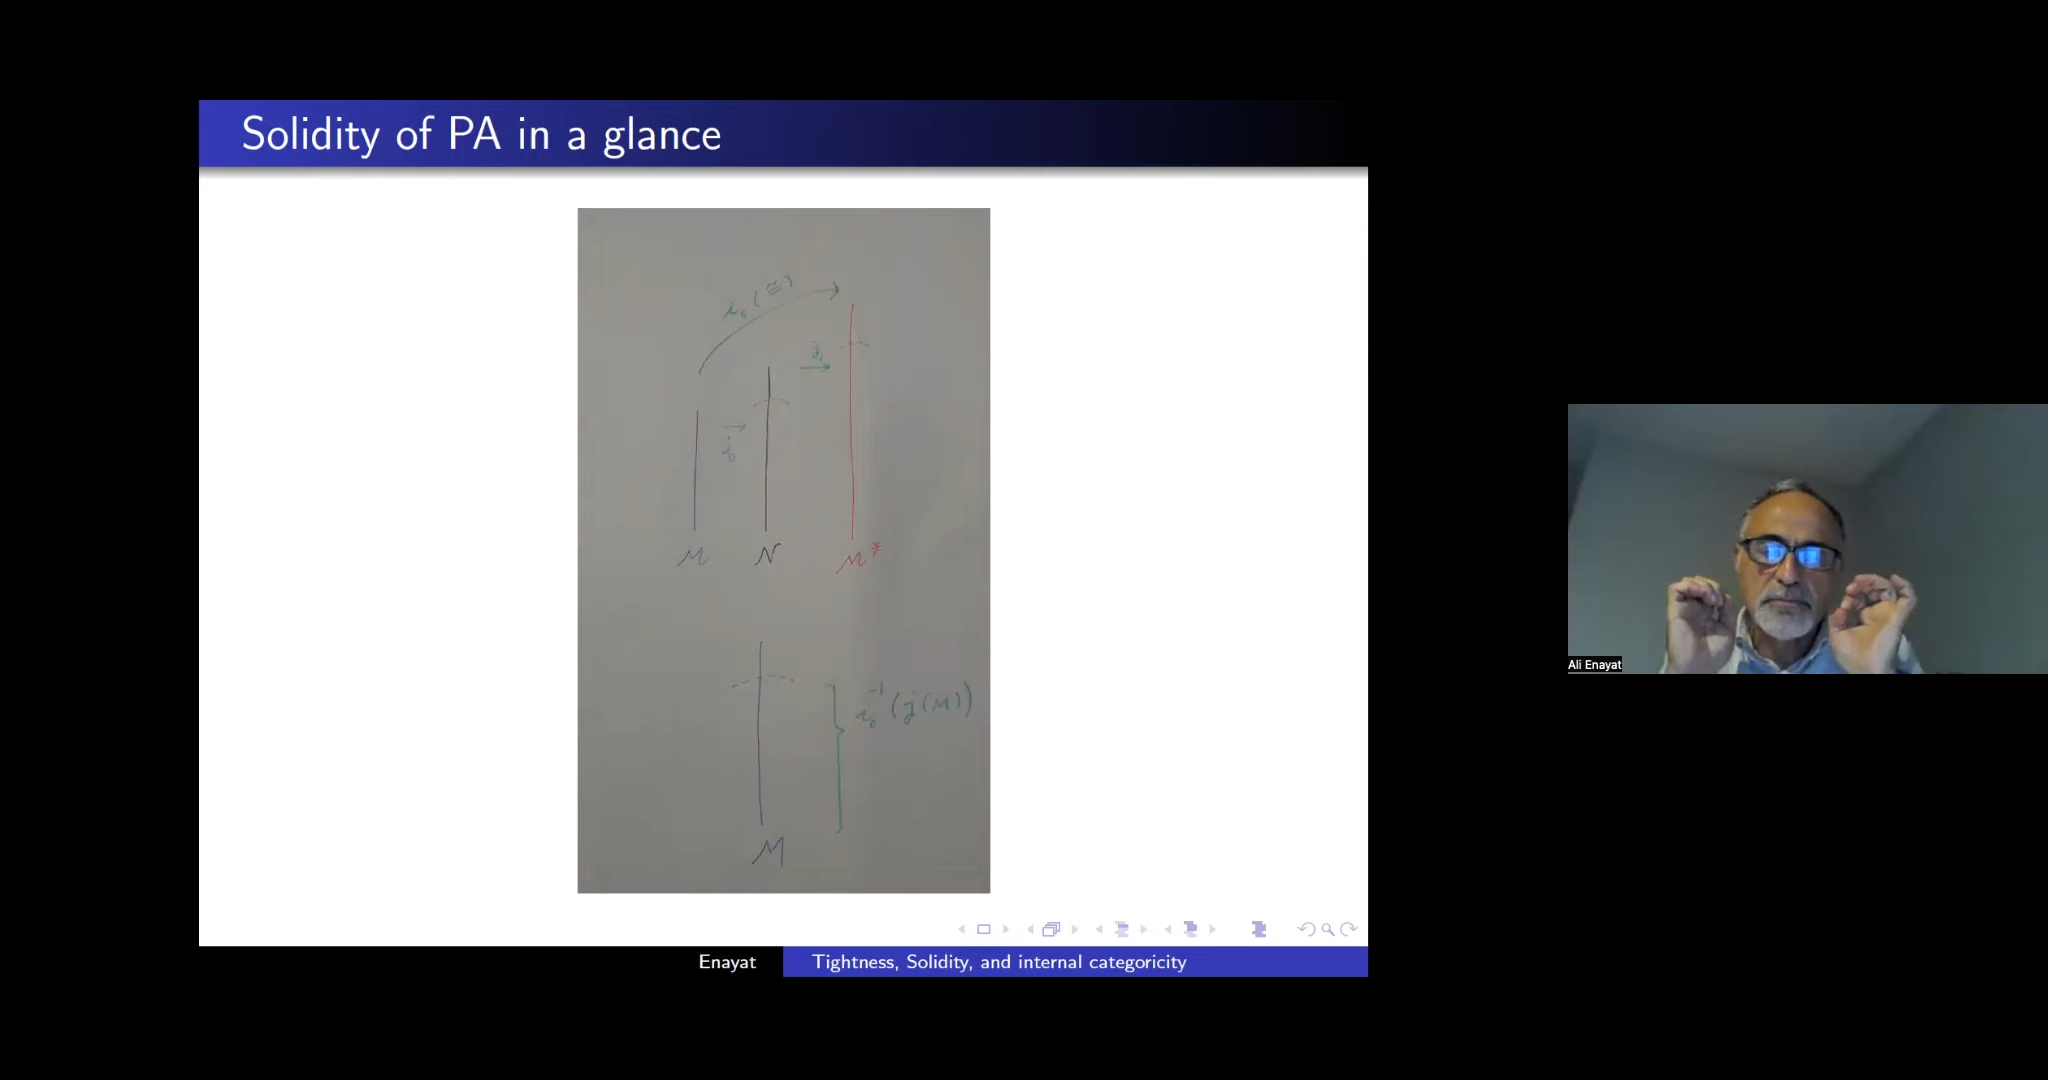 Solidity of PA in a glance
i₀ (≅)
j₁
j₀
M N M*
i₀⁻¹(j(M))
M
Ali Enayat
Enayat Tightness, Solidity, and internal categoricity